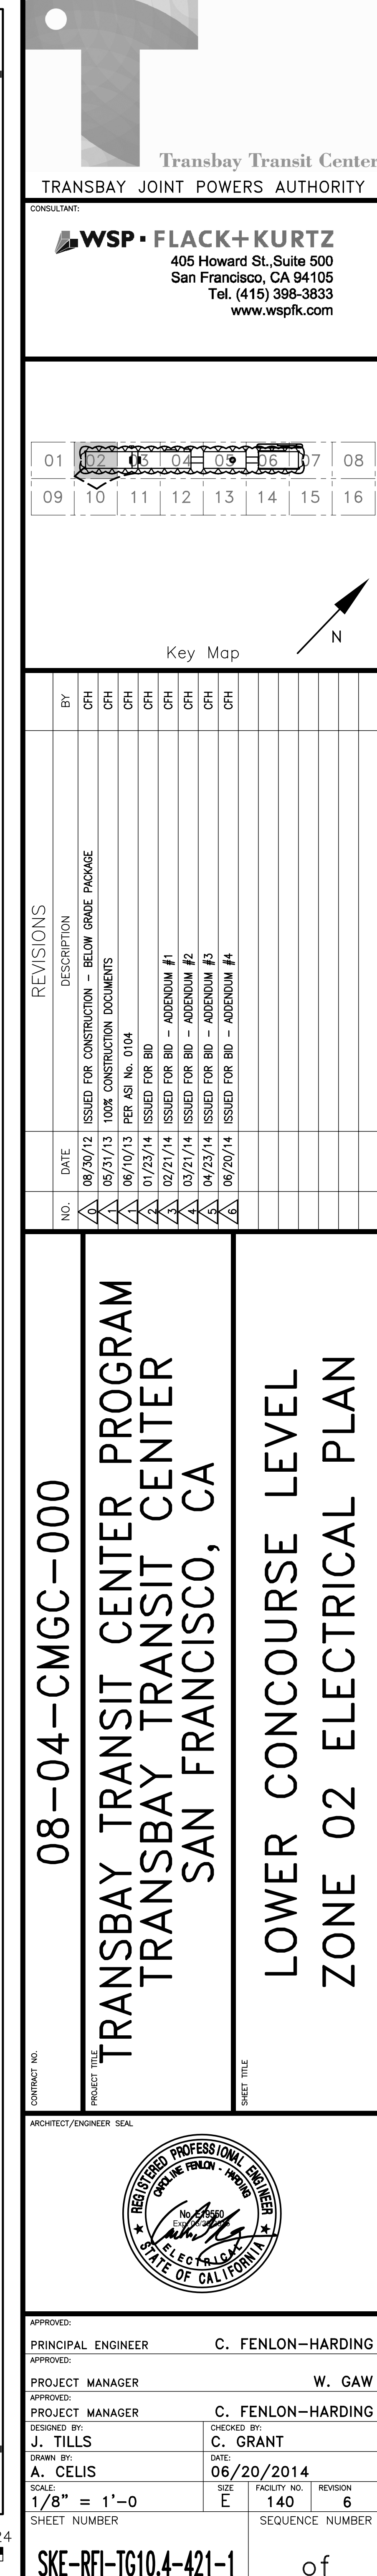 Transbay Transit Center
TRANSBAY JOINT POWERS AUTHORITY
CONSULTANT:
WSP · FLACK+KURTZ
405 Howard St.,Suite 500
San Francisco, CA 94105
Tel. (415) 398-3833
www.wspfk.com
01 02 03 04 05 06 07 08
09 10 11 12 13 14 15 16
N
Key Map
REVISIONS
NO. DATE DESCRIPTION BY
0 08/30/12 ISSUED FOR CONSTRUCTION - BELOW GRADE PACKAGE CFH
1 05/31/13 100% CONSTRUCTION DOCUMENTS CFH
1 06/10/13 PER ASI No. 0104 CFH
2 01/23/14 ISSUED FOR BID CFH
3 02/21/14 ISSUED FOR BID - ADDENDUM #1 CFH
4 03/21/14 ISSUED FOR BID - ADDENDUM #2 CFH
5 04/23/14 ISSUED FOR BID - ADDENDUM #3 CFH
6 06/20/14 ISSUED FOR BID - ADDENDUM #4 CFH
CONTRACT NO.
08-04-CMGC-000
PROJECT TITLE
TRANSBAY TRANSIT CENTER PROGRAM
TRANSBAY TRANSIT CENTER
SAN FRANCISCO, CA
SHEET TITLE
LOWER CONCOURSE LEVEL
ZONE 02 ELECTRICAL PLAN
ARCHITECT/ENGINEER SEAL
REGISTERED PROFESSIONAL ENGINEER
CAROLINE FENLON - HARDING
No. E19550
Exp.
ELECTRICAL
STATE OF CALIFORNIA
APPROVED:
PRINCIPAL ENGINEER C. FENLON-HARDING
APPROVED:
PROJECT MANAGER W. GAW
APPROVED:
PROJECT MANAGER C. FENLON-HARDING
DESIGNED BY: CHECKED BY:
J. TILLS C. GRANT
DRAWN BY: DATE:
A. CELIS 06/20/2014
SCALE: SIZE FACILITY NO. REVISION
1/8" = 1'-0 E 140 6
SHEET NUMBER SEQUENCE NUMBER
SKE-RFI-TG10.4-421-1 of
24